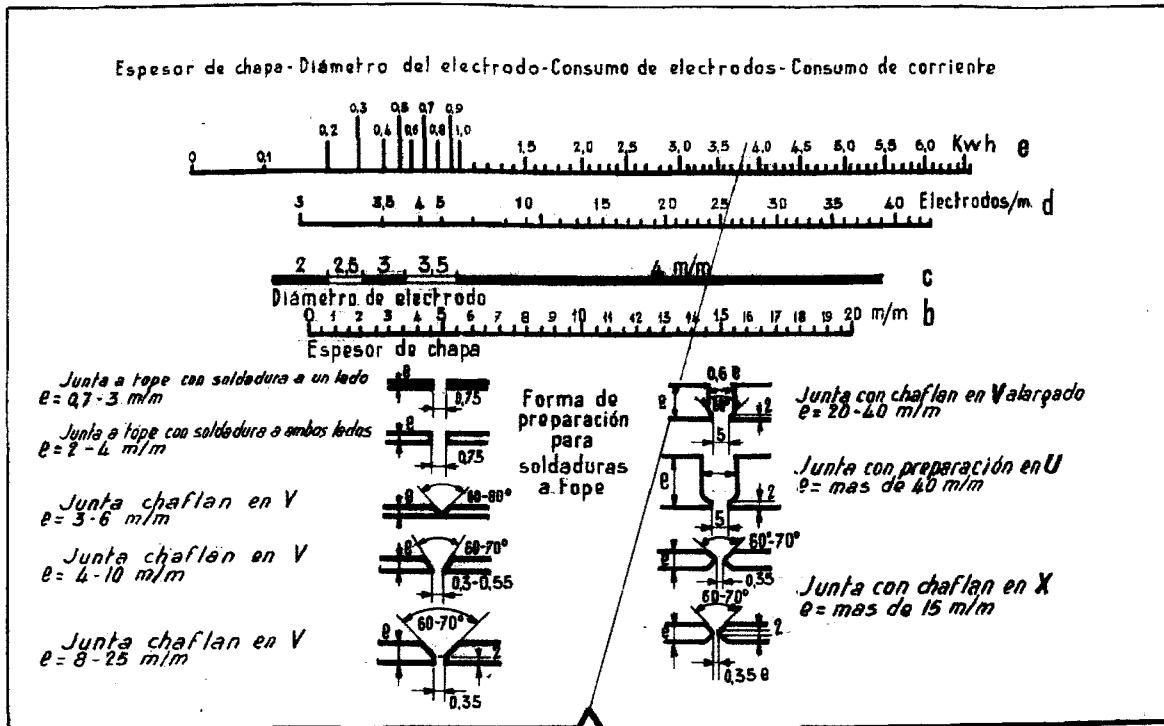 Espesor de chapa - Diámetro del electrodo - Consumo de electrodos - Consumo de corriente
0,3 0,5 0,7 0,9
0,2 0,4 0,6 0,8 1,0
0 0,1 1,5 2,0 2,5 3,0 3,5 4,0 4,5 5,0 5,5 6,0 Kwh e
3 3,5 4 5 10 15 20 25 30 35 40 Electrodos/m. d
2 2,5 3 3,5 4 m/m c
Diámetro de electrodo
0 1 2 3 4 5 6 7 8 9 10 11 12 13 14 15 16 17 18 19 20 m/m b
Espesor de chapa
Junta a tope con soldadura a un lado
e = 0,7-3 m/m
e
0,75
Junta a tope con soldadura a ambos lados
e = 2-4 m/m
e
0,75
Junta chaflan en V
e = 3-6 m/m
e
60-80°
Junta chaflan en V
e = 4-10 m/m
e
60-70°
0,3-0,55
Junta chaflan en V
e = 8-25 m/m
e
60-70°
2
0,35
Forma de
preparación
para
soldaduras
a tope
0,6 e
e
2
5
Junta con chaflan en V alargado
e = 20-40 m/m
e
2
5
Junta con preparación en U
e = mas de 40 m/m
60-70°
e
0,35
60-70°
e
2
0,35 e
Junta con chaflan en X
e = mas de 15 m/m